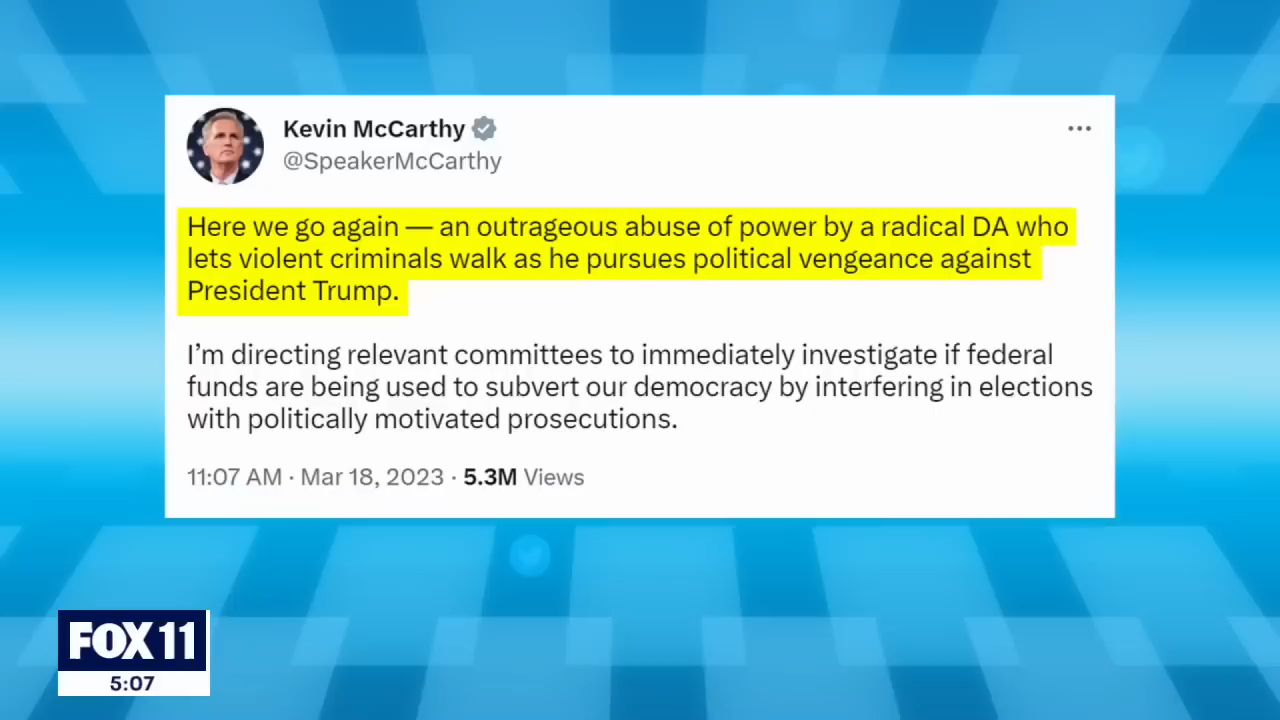 Kevin McCarthy
@SpeakerMcCarthy
Here we go again — an outrageous abuse of power by a radical DA who
lets violent criminals walk as he pursues political vengeance against
President Trump.
I’m directing relevant committees to immediately investigate if federal
funds are being used to subvert our democracy by interfering in elections
with politically motivated prosecutions.
11:07 AM · Mar 18, 2023 · 5.3M Views
FOX 11
5:07